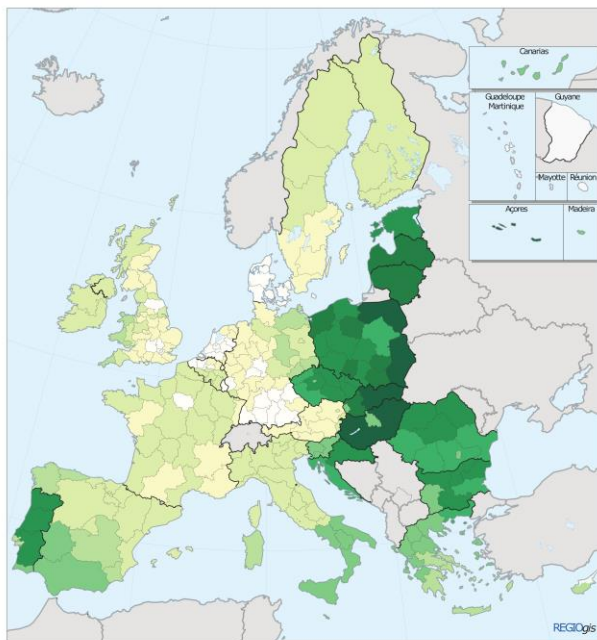 Canarias
Guadeloupe
Martinique
Guyane
Mayotte
Réunion
Açores
Madeira
REGIOgis